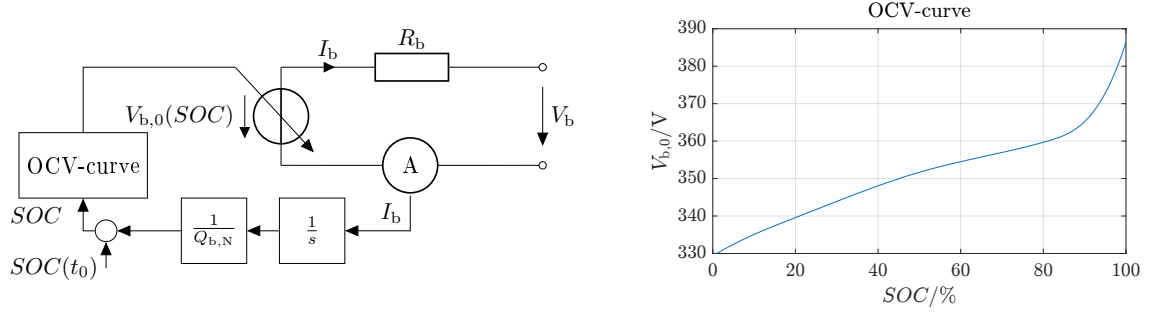 I_b
R_b
V_b,0(SOC)
V_b
OCV-curve
A
SOC
1/Q_b,N
1/s
I_b
SOC(t_0)
OCV-curve
390
380
370
360
350
340
330
V_b,0/V
0
20
40
60
80
100
SOC/%